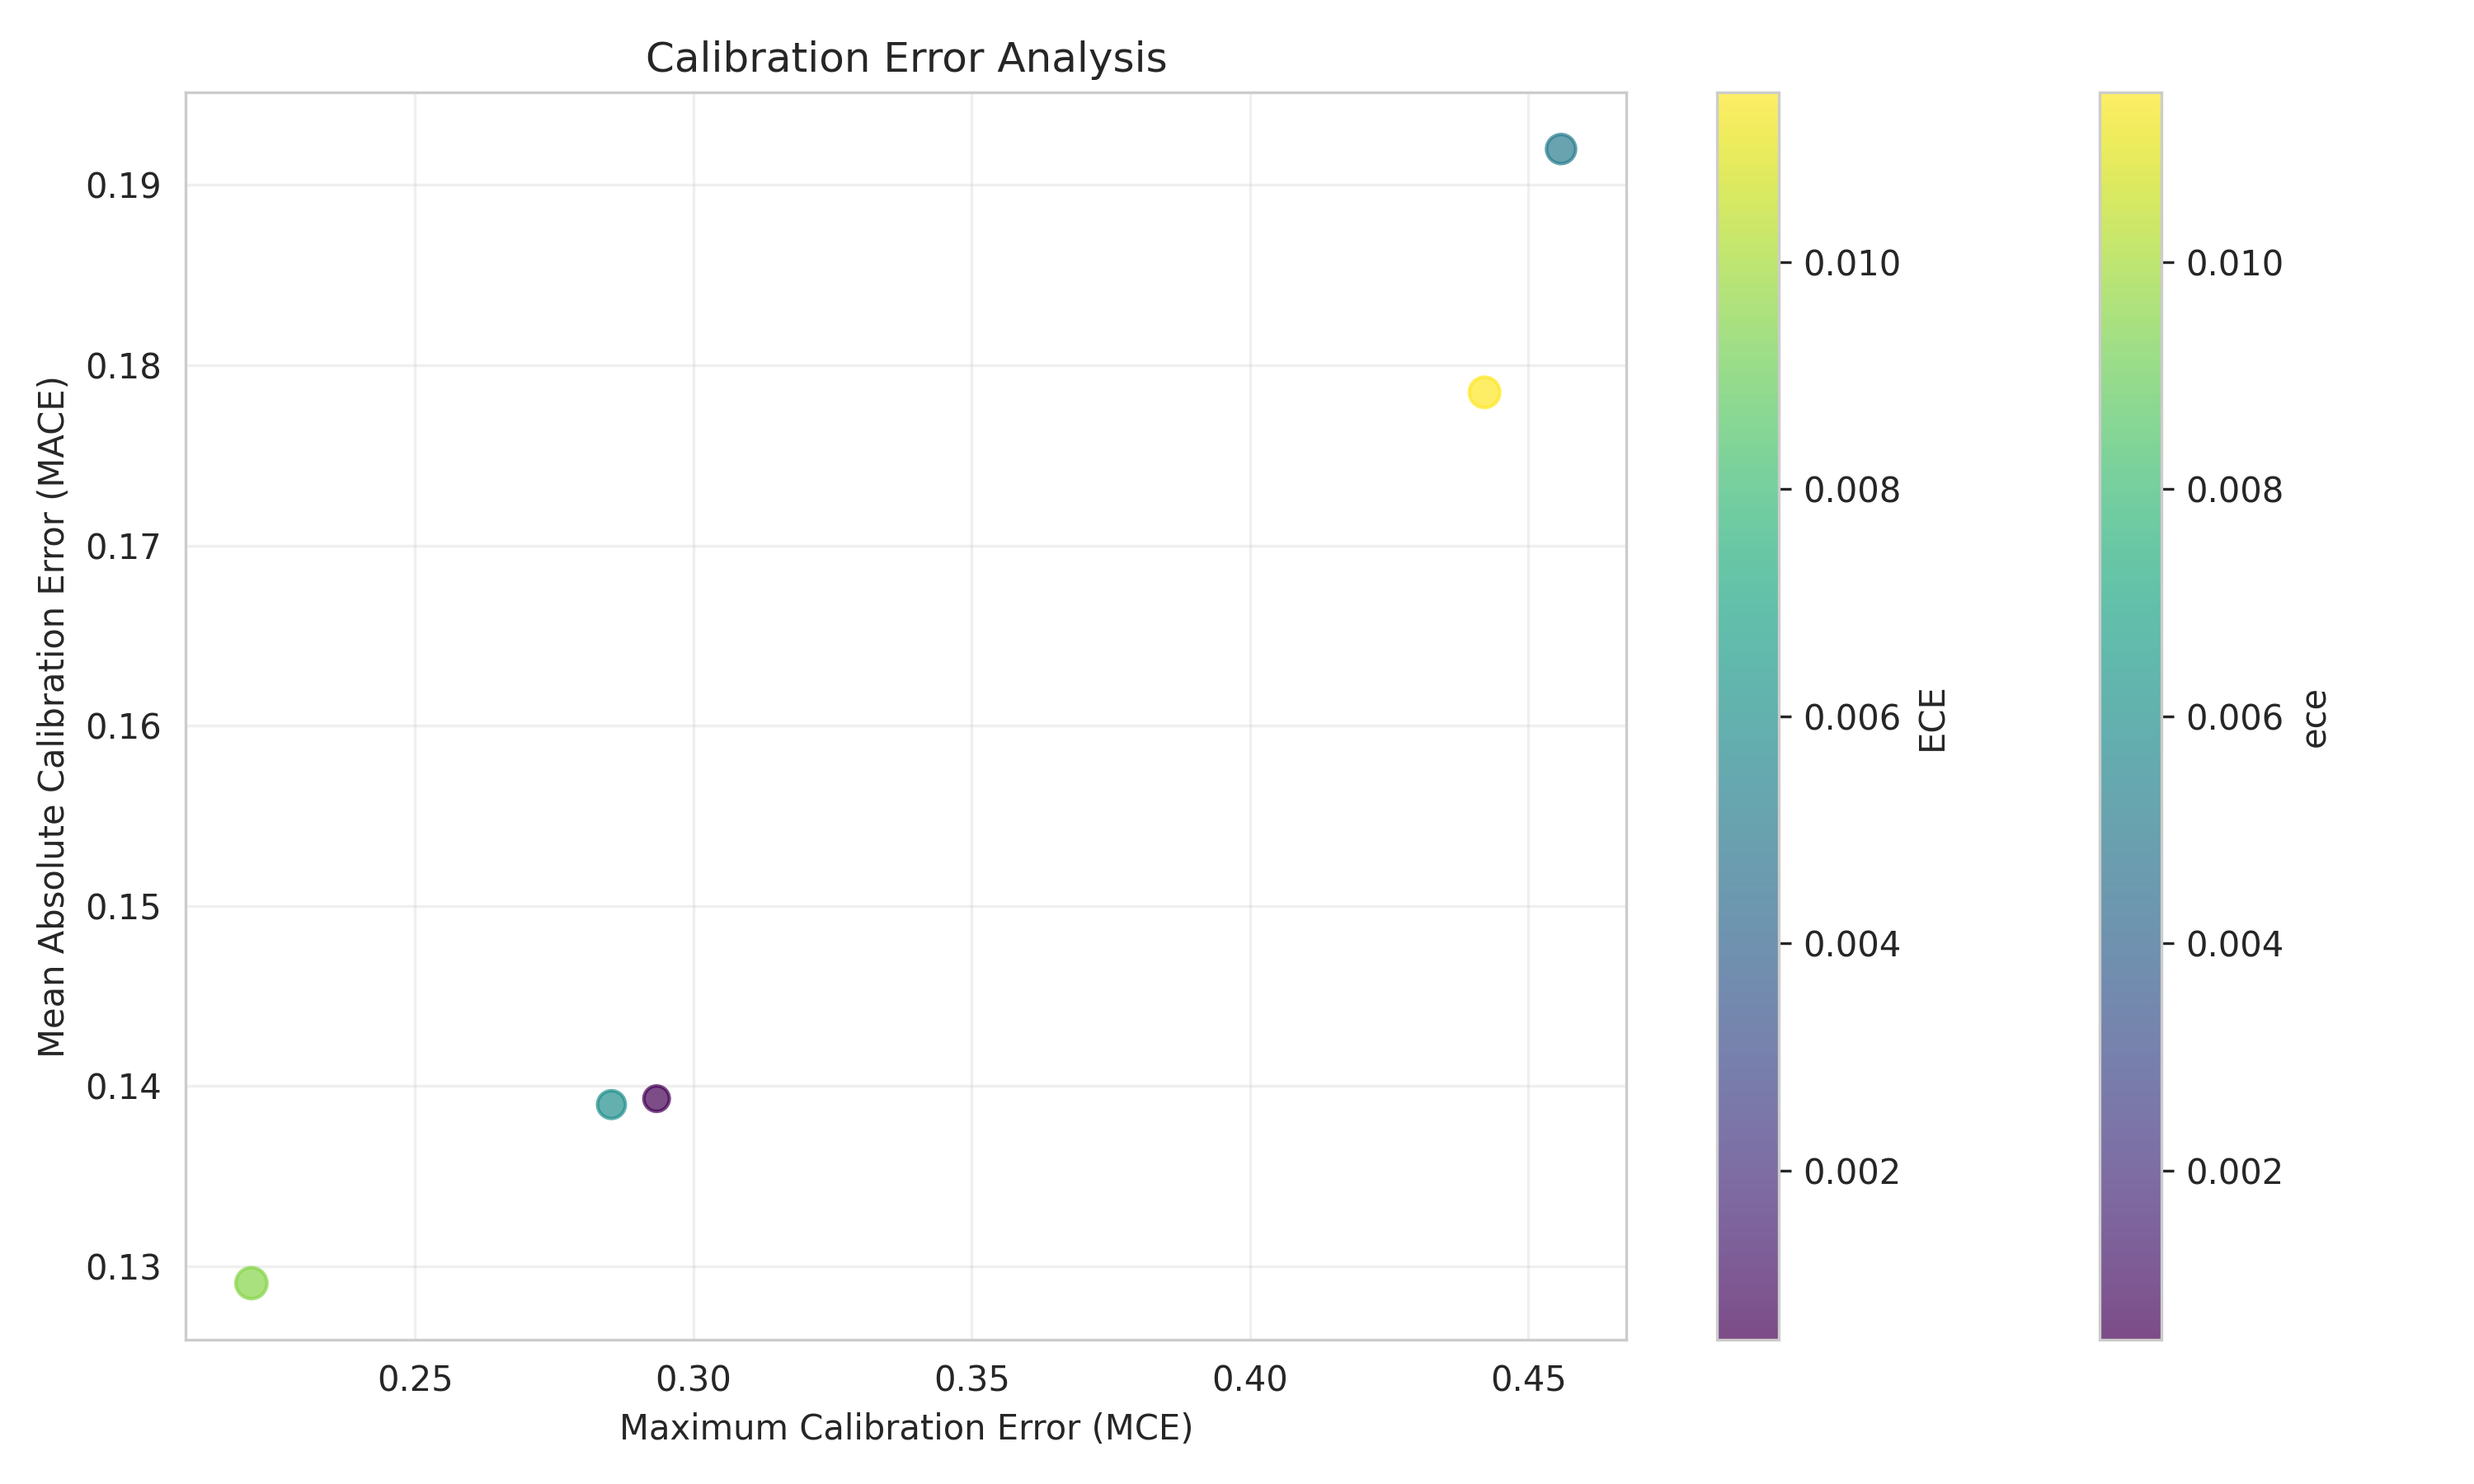 Calibration Error Analysis
Mean Absolute Calibration Error (MACE)
0.19
0.18
0.17
0.16
0.15
0.14
0.13
0.25 0.30 0.35 0.40 0.45
Maximum Calibration Error (MCE)
0.010
0.008
0.006
0.004
0.002
ECE
0.010
0.008
0.006
0.004
0.002
ece